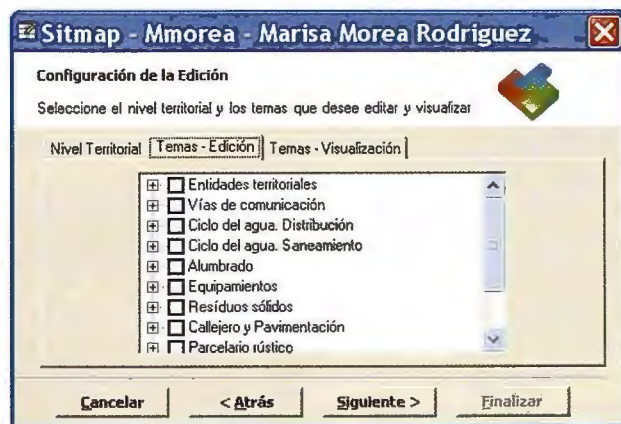 Sitmap - Mmorea - Marisa Morea Rodriguez
Configuración de la Edición
Seleccione el nivel territorial y los temas que desee editar y visualizar
Nivel Territorial Temas - Edición Temas - Visualización
Entidades territoriales
Vías de comunicación
Ciclo del agua. Distribución
Ciclo del agua. Saneamiento
Alumbrado
Equipamientos
Resíduos sólidos
Callejero y Pavimentación
Parcelario rústico
Cancelar < Atrás Siguiente > Finalizar